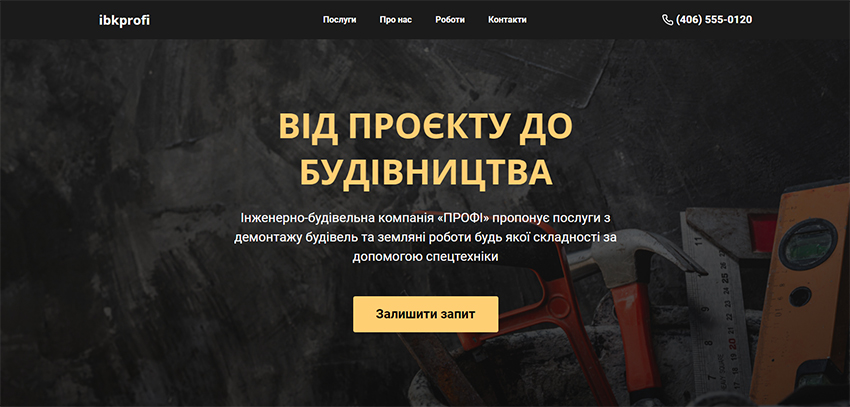 ibkprofi
Послуги
Про нас
Роботи
Контакти
(406) 555-0120
ВІД ПРОЄКТУ ДО
БУДІВНИЦТВА
Інженерно-будівельна компанія «ПРОФІ» пропонує послуги з
демонтажу будівель та земляні роботи будь якої складності за
допомогою спецтехніки
Залишити запит